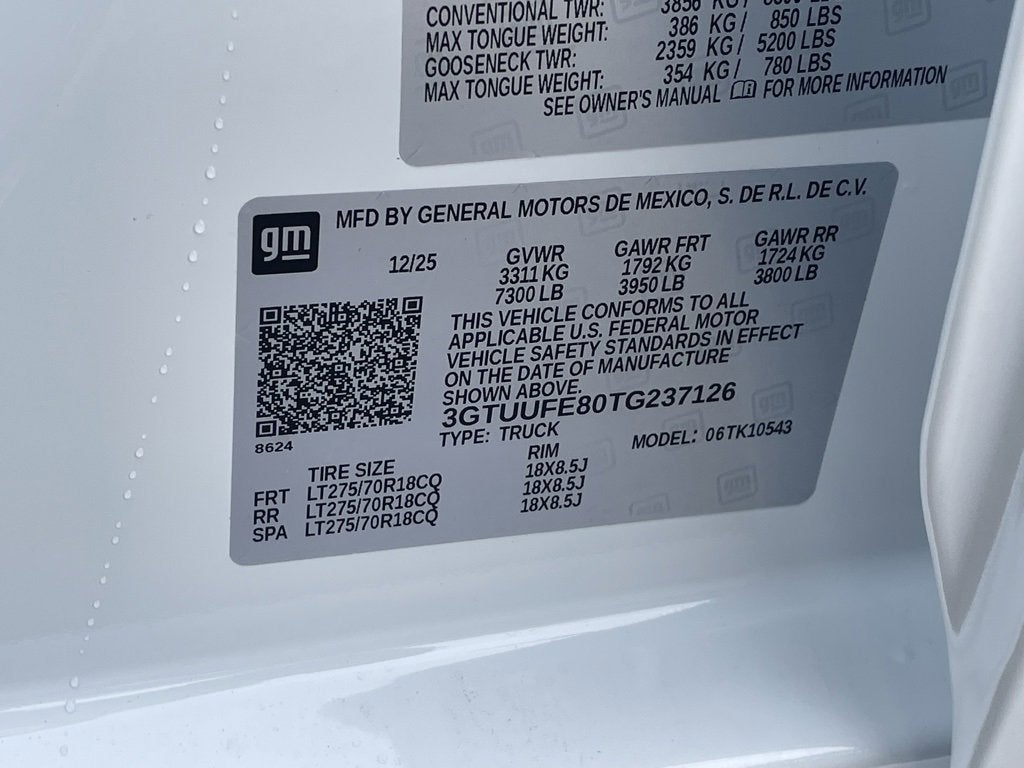 CONVENTIONAL TWR: 3856 KG /
MAX TONGUE WEIGHT: 386 KG / 850 LBS
GOOSENECK TWR: 2359 KG / 5200 LBS
MAX TONGUE WEIGHT: 354 KG / 780 LBS
SEE OWNER'S MANUAL FOR MORE INFORMATION
gm MFD BY GENERAL MOTORS DE MEXICO, S. DE R.L. DE C.V.
12/25 GVWR GAWR FRT GAWR RR
3311 KG 1792 KG 1724 KG
7300 LB 3950 LB 3800 LB
THIS VEHICLE CONFORMS TO ALL
APPLICABLE U.S. FEDERAL MOTOR
VEHICLE SAFETY STANDARDS IN EFFECT
ON THE DATE OF MANUFACTURE
SHOWN ABOVE.
3GTUUFE80TG237126
8624
TYPE: TRUCK MODEL: 06TK10543
TIRE SIZE RIM
FRT LT275/70R18CQ 18X8.5J
RR LT275/70R18CQ 18X8.5J
SPA LT275/70R18CQ 18X8.5J